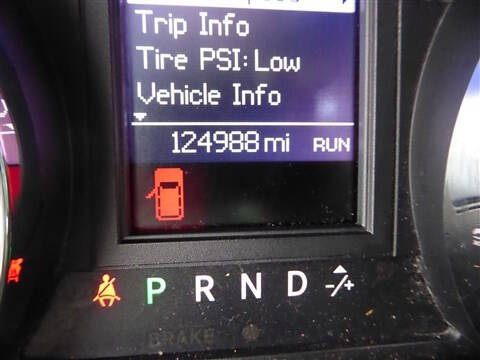 Trip Info
Tire PSI: Low
Vehicle Info
124988 mi RUN
P R N D -/+
BRAKE